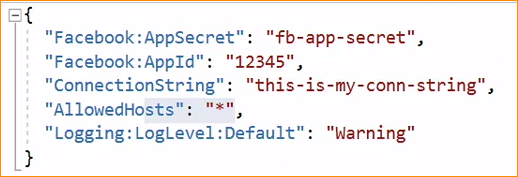 {
"Facebook:AppSecret": "fb-app-secret",
"Facebook:AppId": "12345",
"ConnectionString": "this-is-my-conn-string",
"AllowedHosts": "*",
"Logging:LogLevel:Default": "Warning"
}